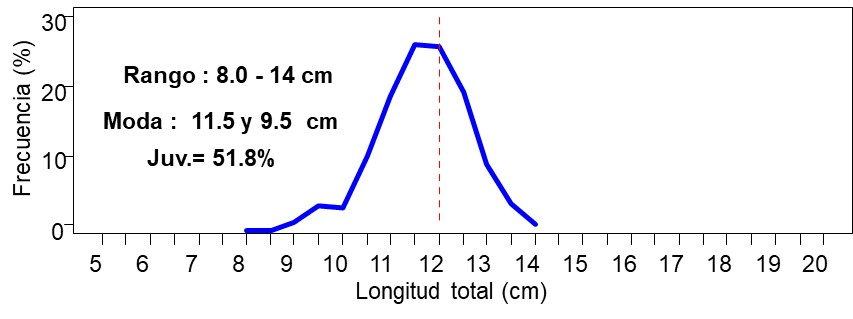 30
20
10
0
Frecuencia (%)
Rango : 8.0 - 14 cm
Moda : 11.5 y 9.5 cm
Juv.= 51.8%
5 6 7 8 9 10 11 12 13 14 15 16 17 18 19 20
Longitud total (cm)